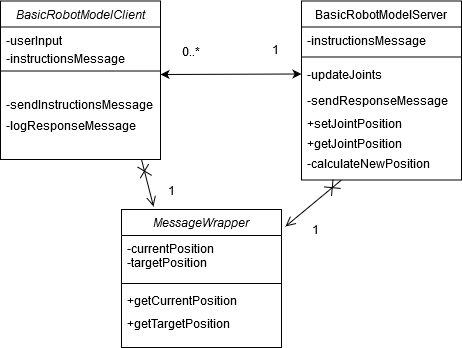 BasicRobotModelClient
-userInput
-instructionsMessage
-sendInstructionsMessage
-logResponseMessage
0..*
1
BasicRobotModelServer
-instructionsMessage
-updateJoints
-sendResponseMessage
+setJointPosition
+getJointPosition
-calculateNewPosition
1
1
MessageWrapper
-currentPosition
-targetPosition
+getCurrentPosition
+getTargetPosition